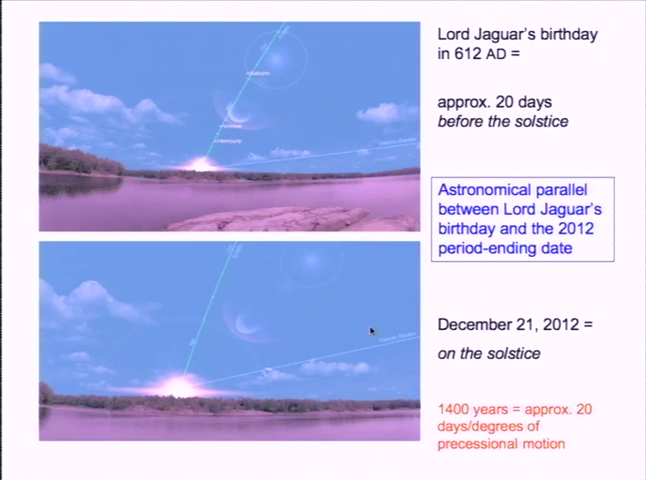 Lord Jaguar's birthday
in 612 AD =
approx. 20 days
before the solstice
Astronomical parallel
between Lord Jaguar's
birthday and the 2012
period-ending date
December 21, 2012 =
on the solstice
1400 years = approx. 20
days/degrees of
precessional motion
Saturn
Mercury